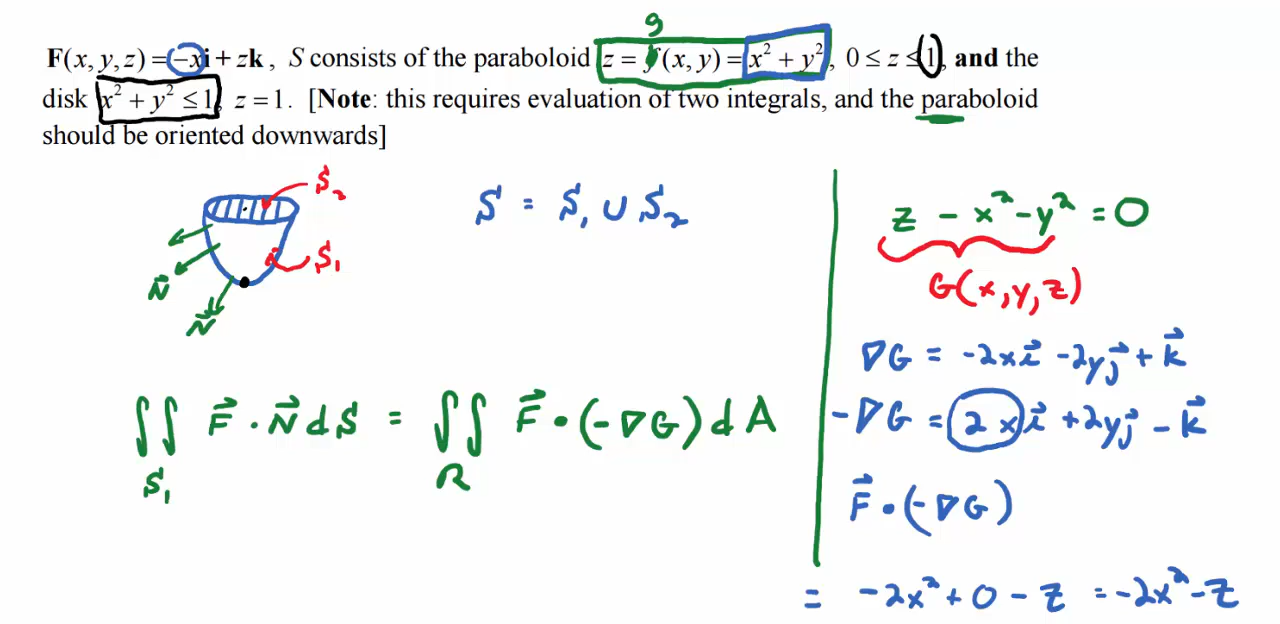 g
F(x, y, z) = −xi + zk, S consists of the paraboloid z = f(x, y) = x² + y², 0 ≤ z ≤ 1, and the
disk x² + y² ≤ 1, z = 1. [Note: this requires evaluation of two integrals, and the paraboloid
should be oriented downwards]
S₂
S₁
N⃗
N⃗
S = S₁ ∪ S₂
z − x² − y² = 0
G(x, y, z)
∇G = −2xi⃗ − 2yj⃗ + k⃗
−∇G = 2xi⃗ + 2yj⃗ − k⃗
∬_S₁ F⃗ · N⃗ dS = ∬_R F⃗ · (−∇G) dA
F⃗ · (−∇G)
= −2x² + 0 − z = −2x² − z